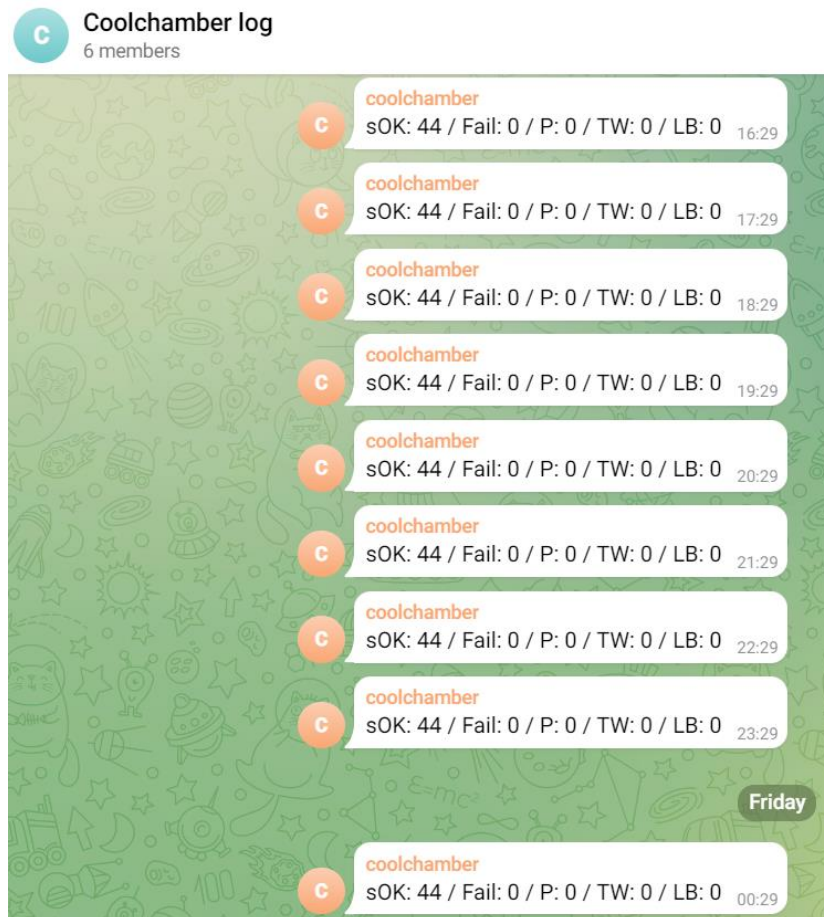 C
Coolchamber log
6 members
coolchamber
C
sOK: 44 / Fail: 0 / P: 0 / TW: 0 / LB: 0 16:29
coolchamber
C
sOK: 44 / Fail: 0 / P: 0 / TW: 0 / LB: 0 17:29
coolchamber
C
sOK: 44 / Fail: 0 / P: 0 / TW: 0 / LB: 0 18:29
coolchamber
C
sOK: 44 / Fail: 0 / P: 0 / TW: 0 / LB: 0 19:29
coolchamber
C
sOK: 44 / Fail: 0 / P: 0 / TW: 0 / LB: 0 20:29
coolchamber
C
sOK: 44 / Fail: 0 / P: 0 / TW: 0 / LB: 0 21:29
coolchamber
C
sOK: 44 / Fail: 0 / P: 0 / TW: 0 / LB: 0 22:29
coolchamber
C
sOK: 44 / Fail: 0 / P: 0 / TW: 0 / LB: 0 23:29
Friday
coolchamber
C
sOK: 44 / Fail: 0 / P: 0 / TW: 0 / LB: 0 00:29